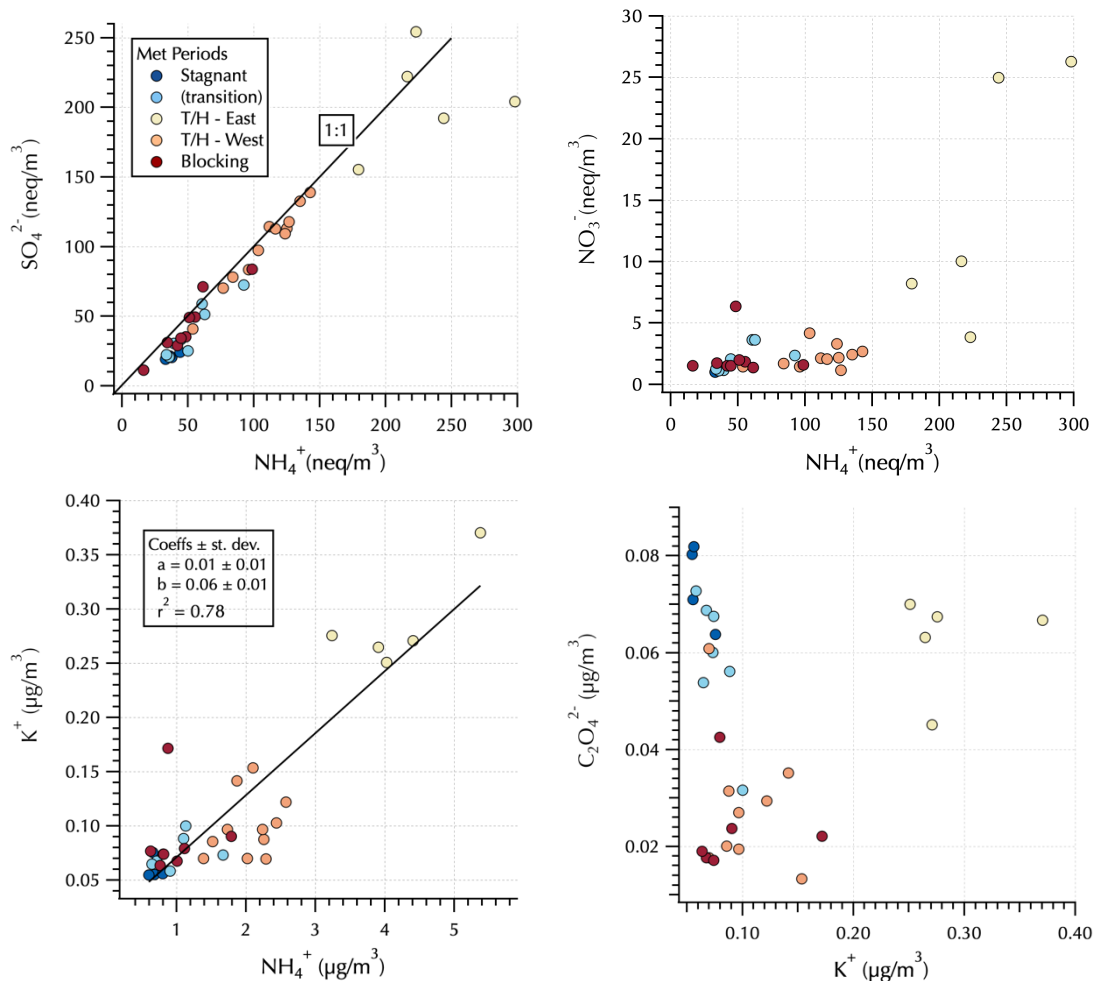 250
200
150
100
50
0
SO₄²⁻(neq/m³)
Met Periods
Stagnant
(transition)
T/H - East
T/H - West
Blocking
1:1
0 50 100 150 200 250 300
NH₄⁺(neq/m³)
30
25
20
15
10
5
0
NO₃⁻(neq/m³)
0 50 100 150 200 250 300
NH₄⁺(neq/m³)
0.40
0.35
0.30
0.25
0.20
0.15
0.10
0.05
K⁺ (µg/m³)
Coeffs ± st. dev.
a = 0.01 ± 0.01
b = 0.06 ± 0.01
r² = 0.78
1 2 3 4 5
NH₄⁺ (µg/m³)
0.08
0.06
0.04
0.02
C₂O₄²⁻ (µg/m³)
0.10 0.20 0.30 0.40
K⁺ (µg/m³)